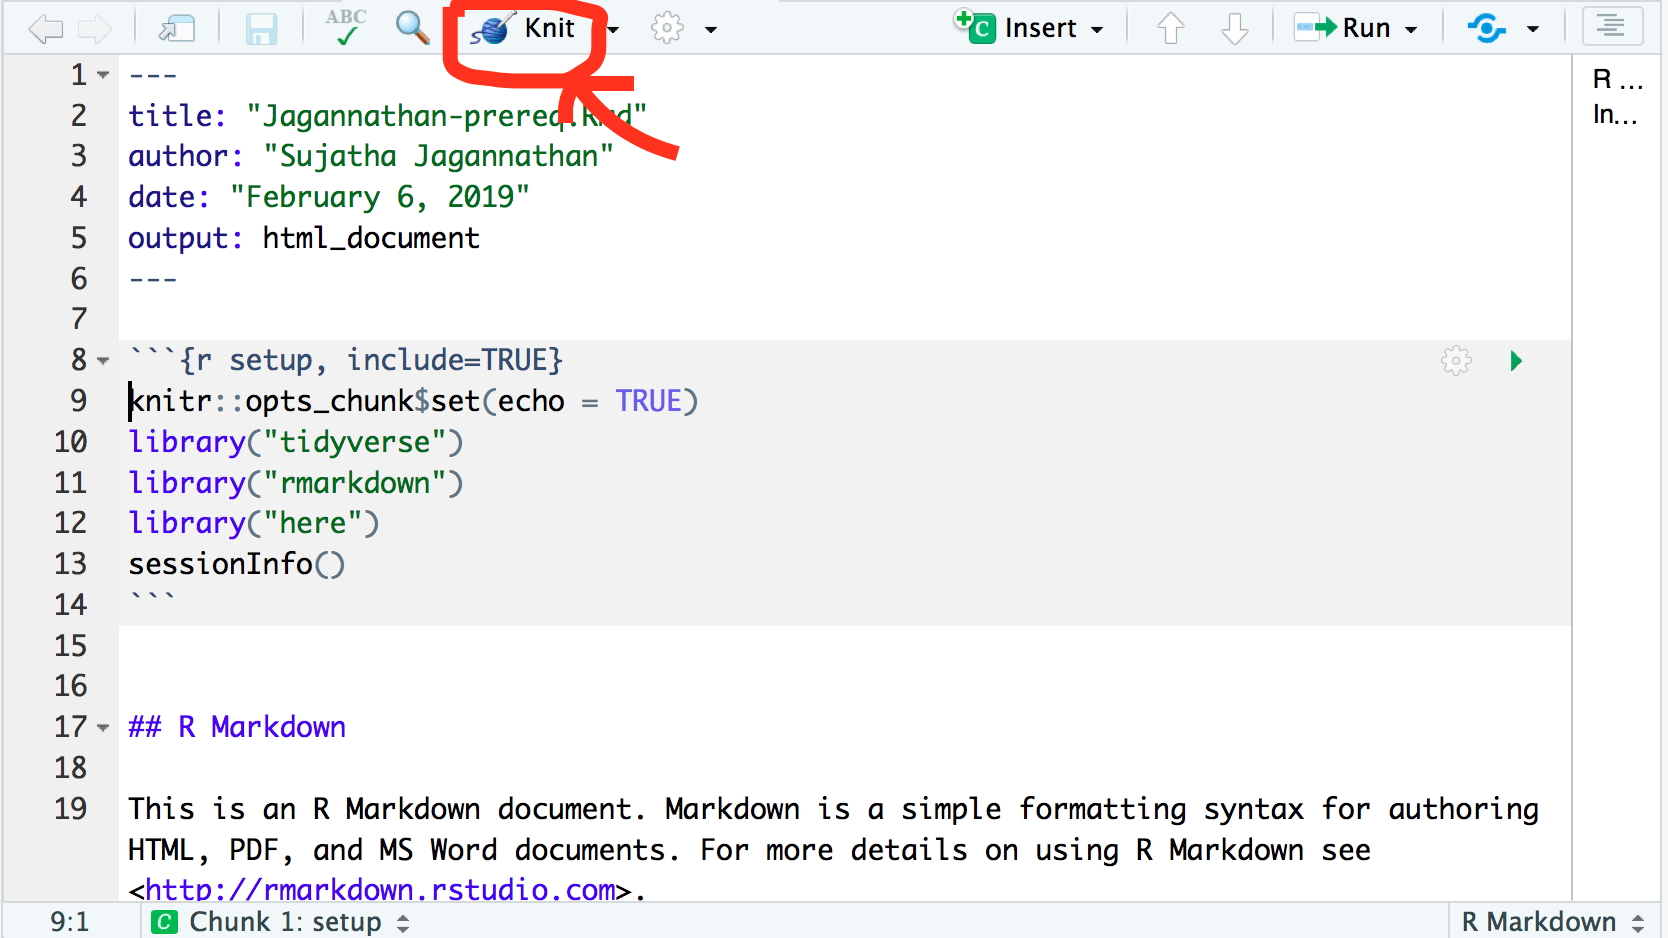 ABC
Knit
Insert
Run
R ...
In...
1 ---
2 title: "Jagannathan-prereq.Rmd"
3 author: "Sujatha Jagannathan"
4 date: "February 6, 2019"
5 output: html_document
6 ---
7
8 ```{r setup, include=TRUE}
9 knitr::opts_chunk$set(echo = TRUE)
10 library("tidyverse")
11 library("rmarkdown")
12 library("here")
13 sessionInfo()
14 ```
15
16
17 ## R Markdown
18
19 This is an R Markdown document. Markdown is a simple formatting syntax for authoring
HTML, PDF, and MS Word documents. For more details on using R Markdown see
<http://rmarkdown.rstudio.com>.
9:1 C Chunk 1: setup R Markdown